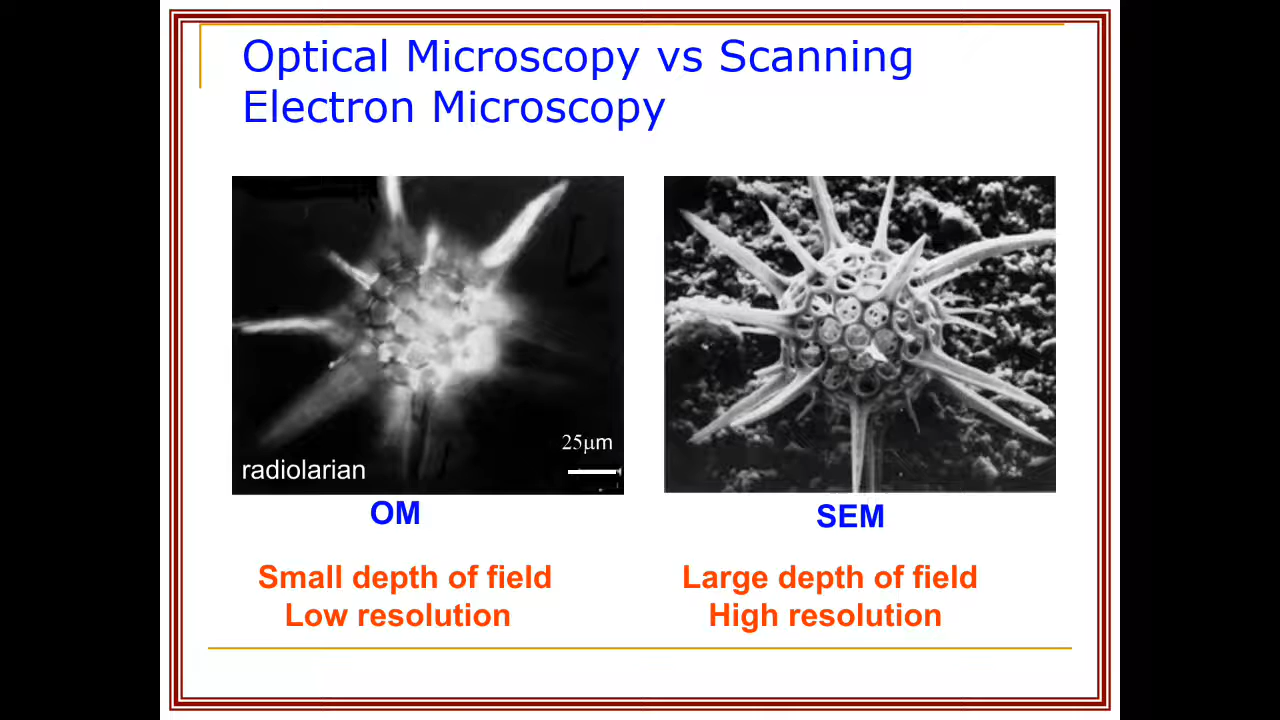 Optical Microscopy vs Scanning
Electron Microscopy
25µm
radiolarian
OM
SEM
Small depth of field
Low resolution
Large depth of field
High resolution